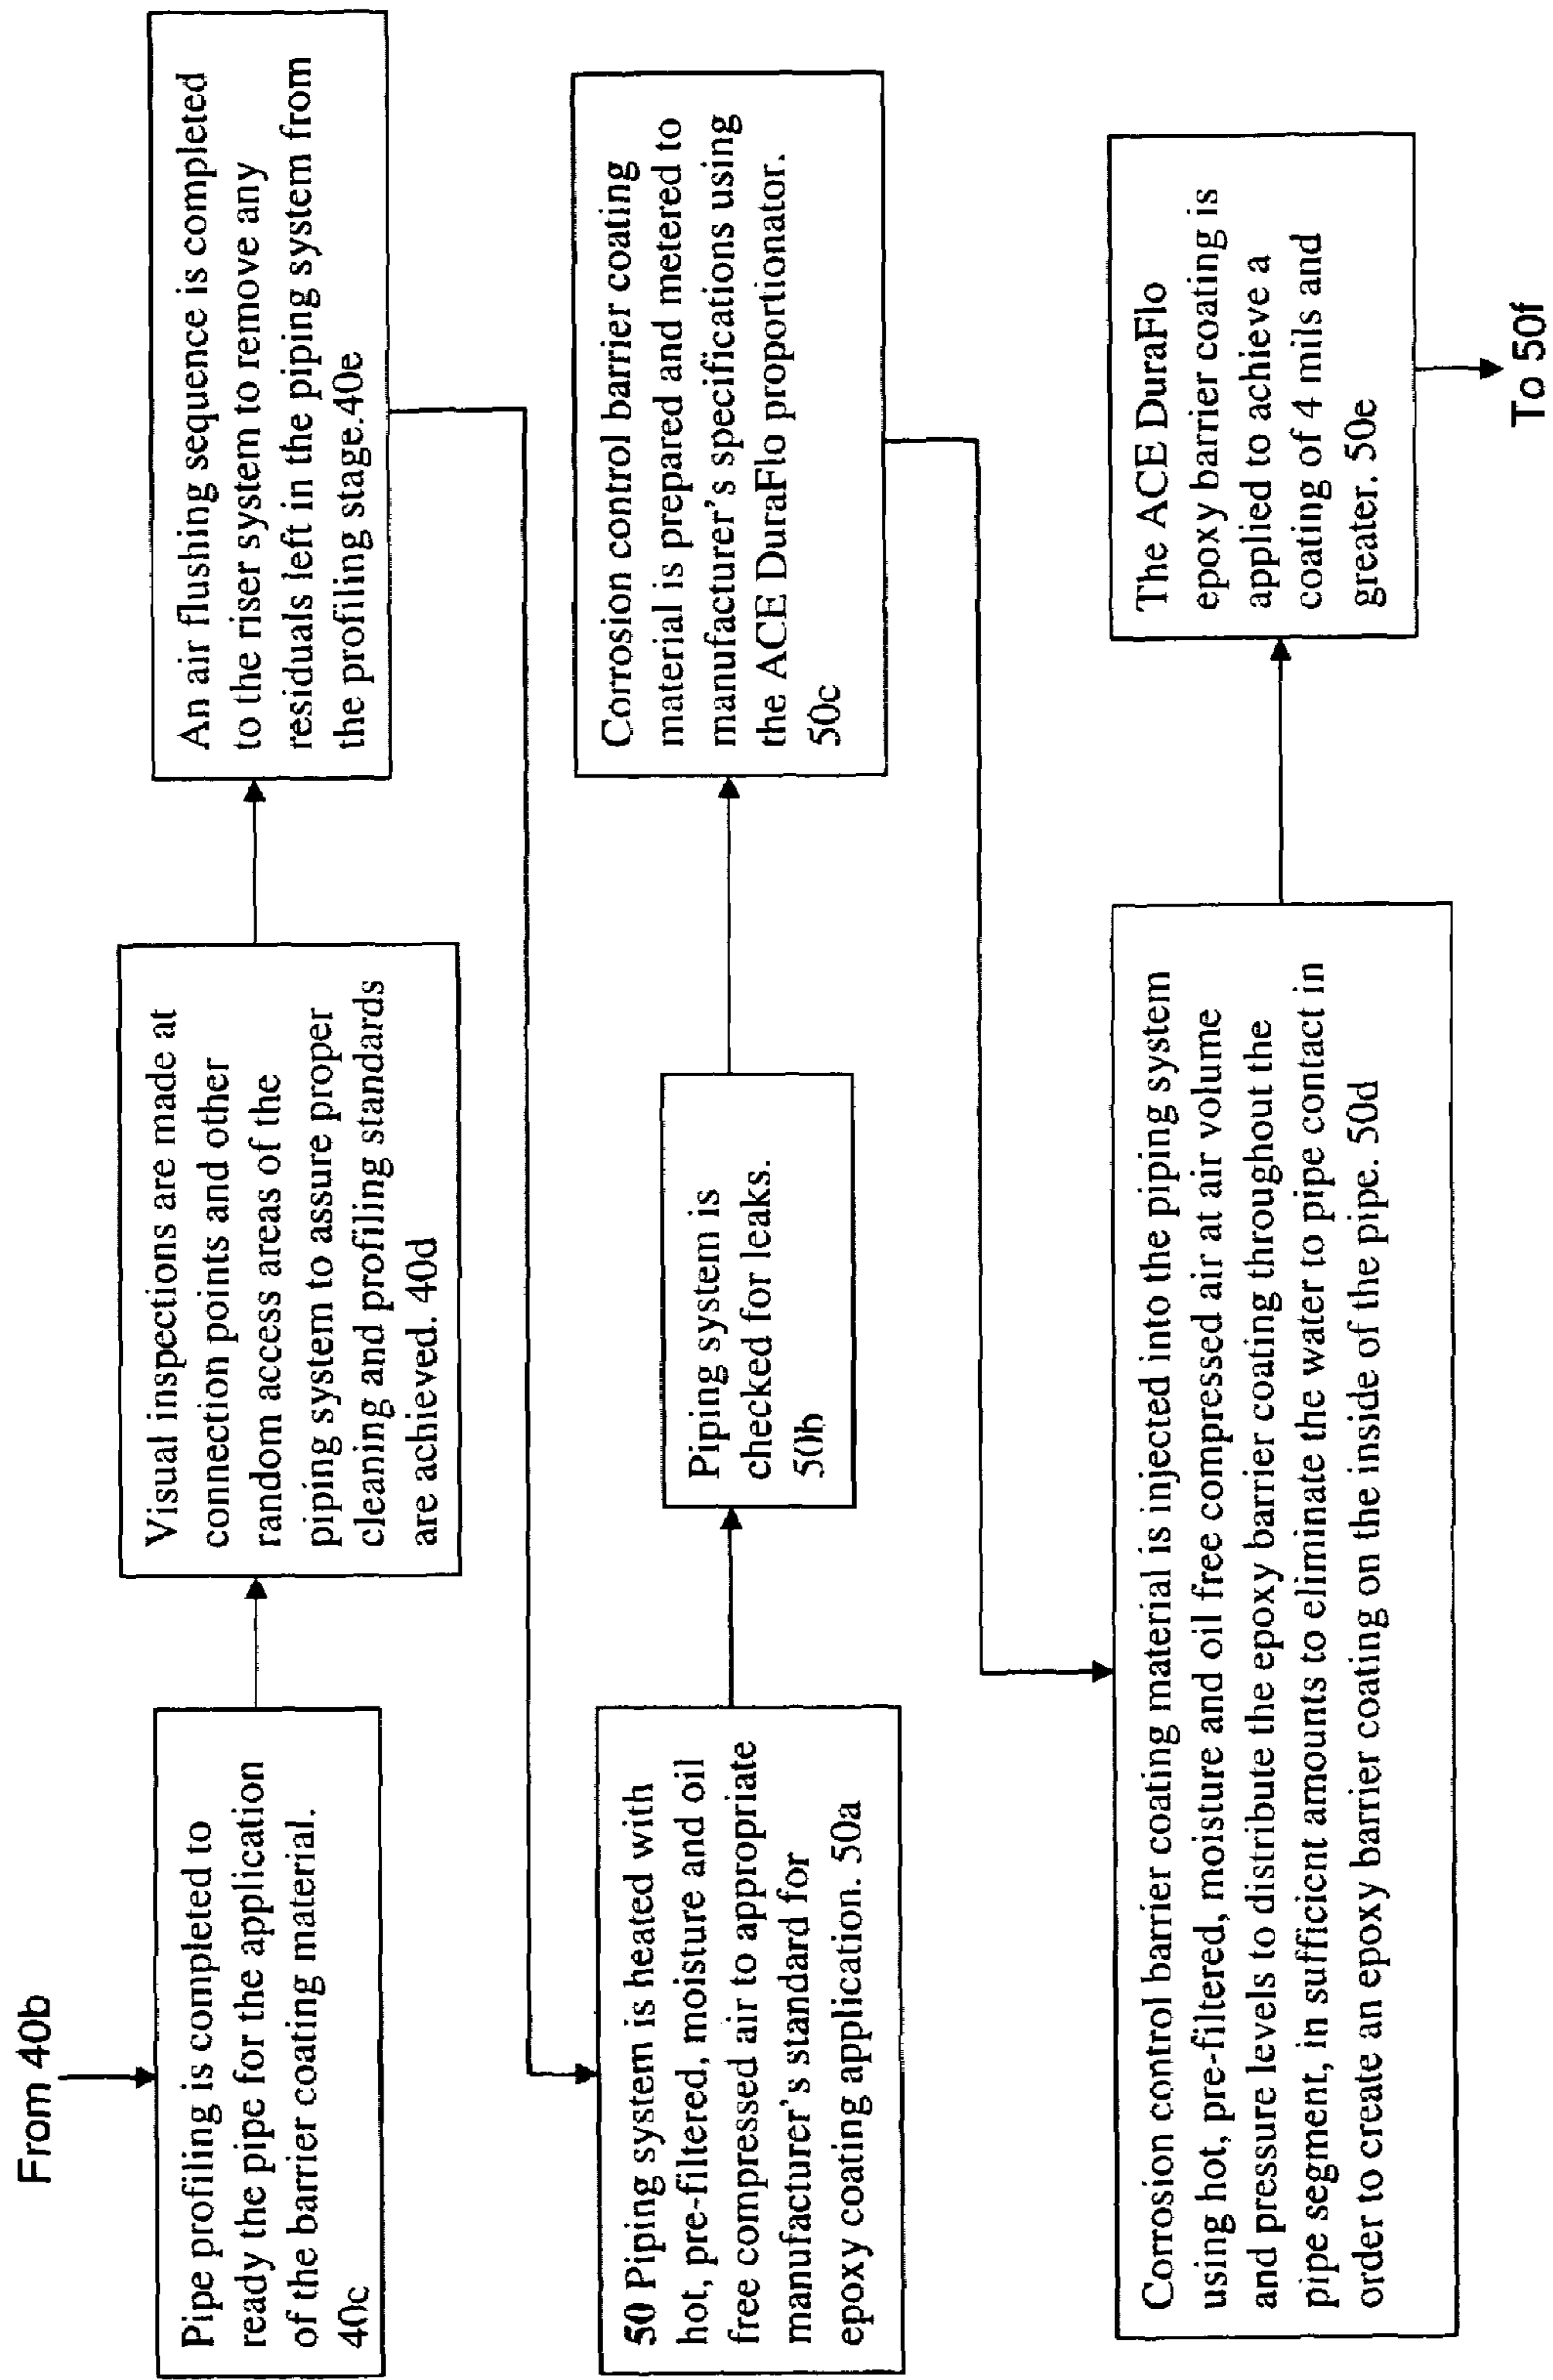 From 40b
Pipe profiling is completed to
ready the pipe for the application
of the barrier coating material.
40c
Visual inspections are made at
connection points and other
random access areas of the
piping system to assure proper
cleaning and profiling standards
are achieved. 40d
An air flushing sequence is completed
to the riser system to remove any
residuals left in the piping system from
the profiling stage.40e
50 Piping system is heated with
hot, pre-filtered, moisture and oil
free compressed air to appropriate
manufacturer's standard for
epoxy coating application. 50a
Piping system is
checked for leaks.
50b
Corrosion control barrier coating
material is prepared and metered to
manufacturer's specifications using
the ACE DuraFlo proportionator.
50c
Corrosion control barrier coating material is injected into the piping system
using hot, pre-filtered, moisture and oil free compressed air at air volume
and pressure levels to distribute the epoxy barrier coating throughout the
pipe segment, in sufficient amounts to eliminate the water to pipe contact in
order to create an epoxy barrier coating on the inside of the pipe. 50d
The ACE DuraFlo
epoxy barrier coating is
applied to achieve a
coating of 4 mils and
greater. 50e
To 50f